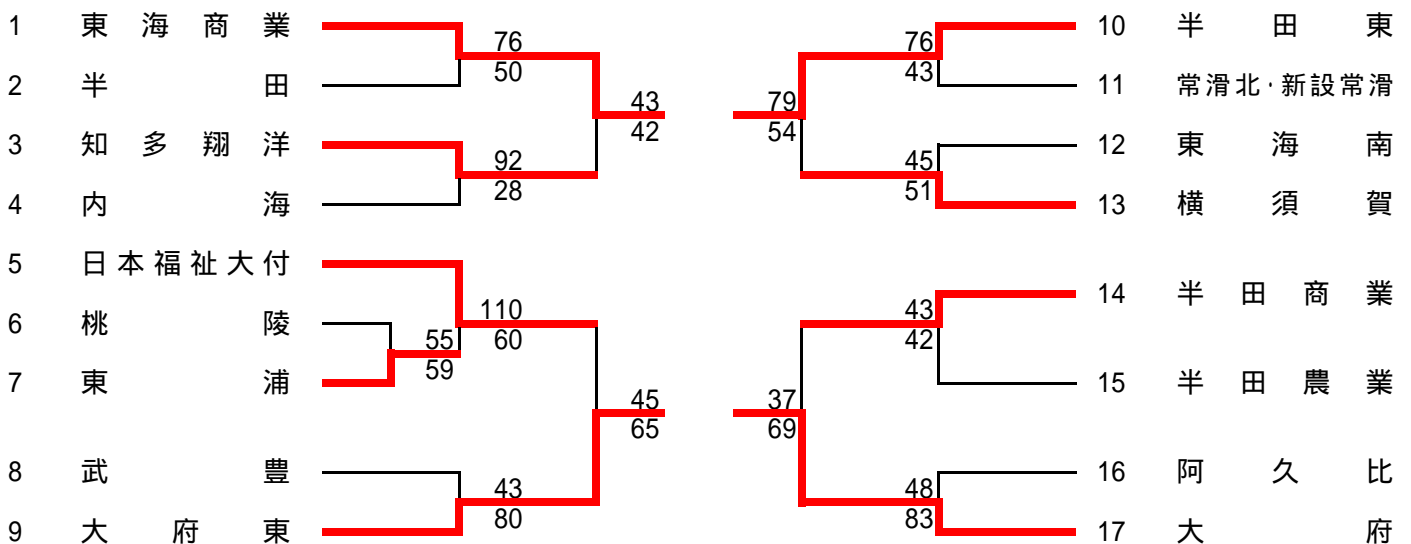 1 東海商業
2 半田
3 知多翔洋
4 内海
5 日本福祉大付
6 桃陵
7 東浦
8 武豊
9 大府東
76
50
92
28
43
42
110
60
55
59
45
65
43
80
10 半田東
11 常滑北・新設常滑
12 東海南
13 横須賀
14 半田商業
15 半田農業
16 阿久比
17 大府
76
43
79
54
45
51
43
42
37
69
48
83